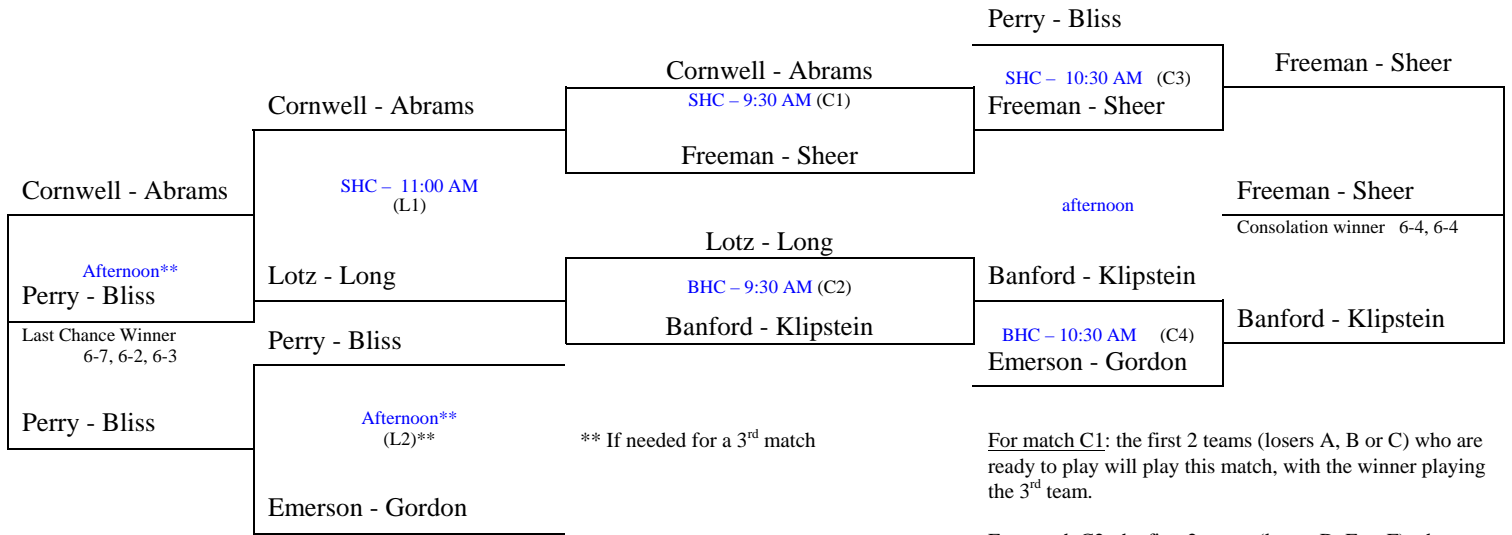 Perry - Bliss
Cornwell - Abrams
SHC – 10:30 AM (C3)
Freeman - Sheer
Cornwell - Abrams
SHC – 9:30 AM (C1)
Freeman - Sheer
Freeman - Sheer
Cornwell - Abrams
SHC – 11:00 AM
(L1)
afternoon
Freeman - Sheer
Consolation winner 6-4, 6-4
Lotz - Long
Afternoon**
Perry - Bliss
Lotz - Long
BHC – 9:30 AM (C2)
Banford - Klipstein
Banford - Klipstein
Banford - Klipstein
Last Chance Winner
6-7, 6-2, 6-3
Perry - Bliss
BHC – 10:30 AM (C4)
Emerson - Gordon
Perry - Bliss
Afternoon**
(L2)**
** If needed for a 3rd match
For match C1: the first 2 teams (losers A, B or C) who are
ready to play will play this match, with the winner playing
the 3rd team.
Emerson - Gordon